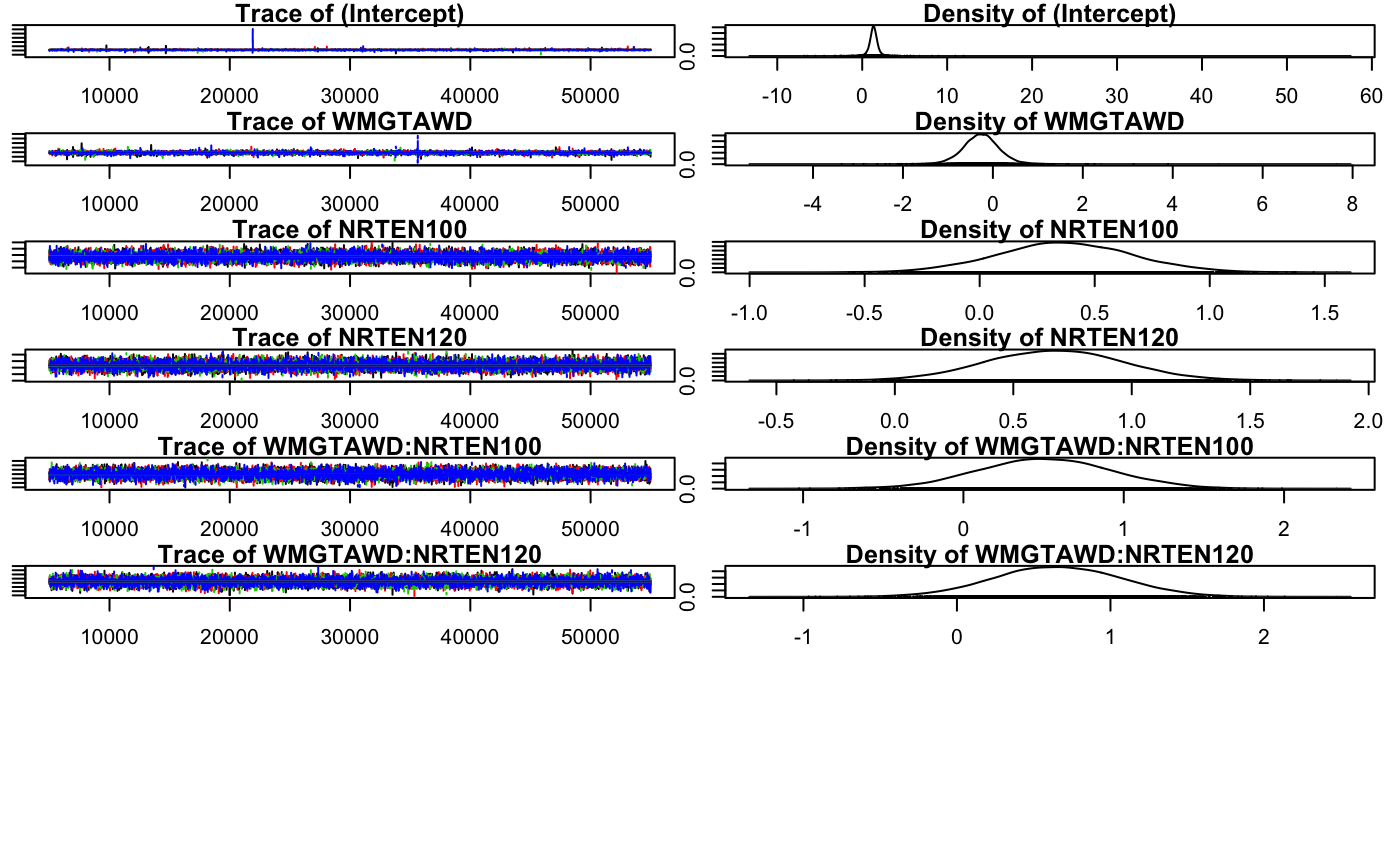 Trace of (Intercept) Density of (Intercept)
0.0
10000 20000 30000 40000 50000 -10 0 10 20 30 40 50 60
Trace of WMGTAWD Density of WMGTAWD
0.0
10000 20000 30000 40000 50000 -4 -2 0 2 4 6 8
Trace of NRTEN100 Density of NRTEN100
0.0
10000 20000 30000 40000 50000 -1.0 -0.5 0.0 0.5 1.0 1.5
Trace of NRTEN120 Density of NRTEN120
0.0
10000 20000 30000 40000 50000 -0.5 0.0 0.5 1.0 1.5 2.0
Trace of WMGTAWD:NRTEN100 Density of WMGTAWD:NRTEN100
0.0
10000 20000 30000 40000 50000 -1 0 1 2
Trace of WMGTAWD:NRTEN120 Density of WMGTAWD:NRTEN120
0.0
10000 20000 30000 40000 50000 -1 0 1 2